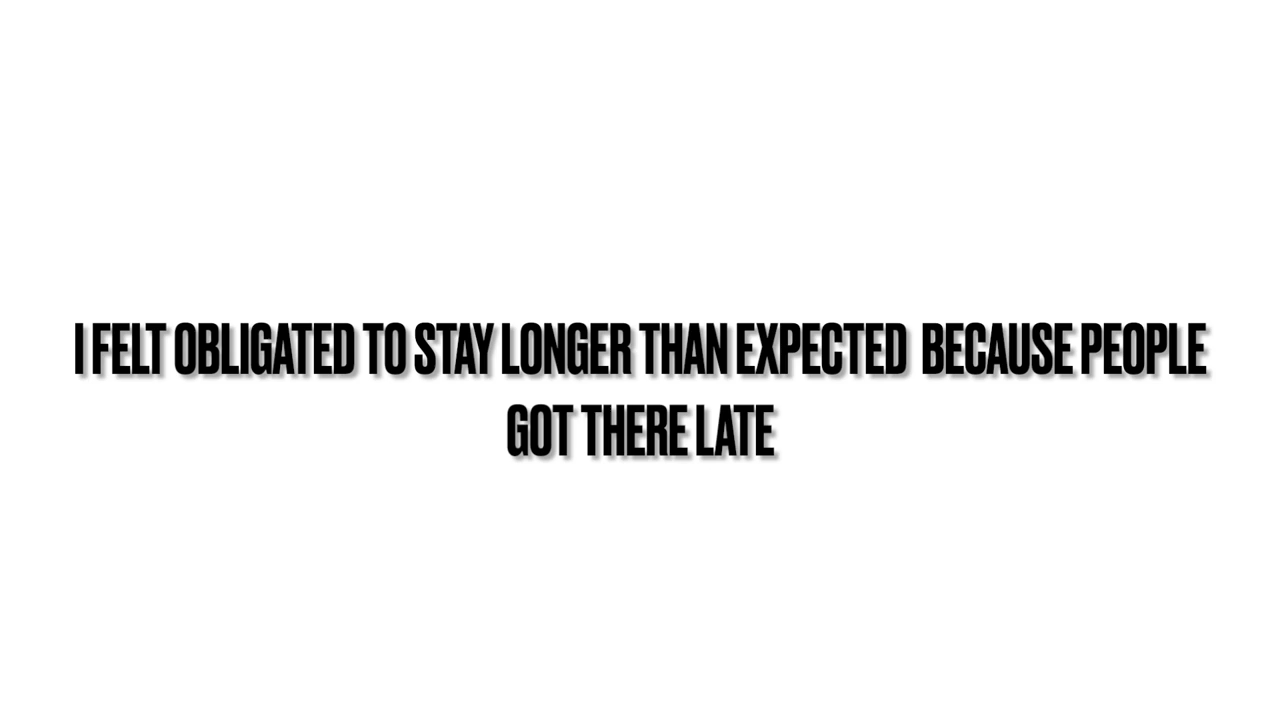 I FELT OBLIGATED TO STAY LONGER THAN EXPECTED  BECAUSE PEOPLE
GOT THERE LATE